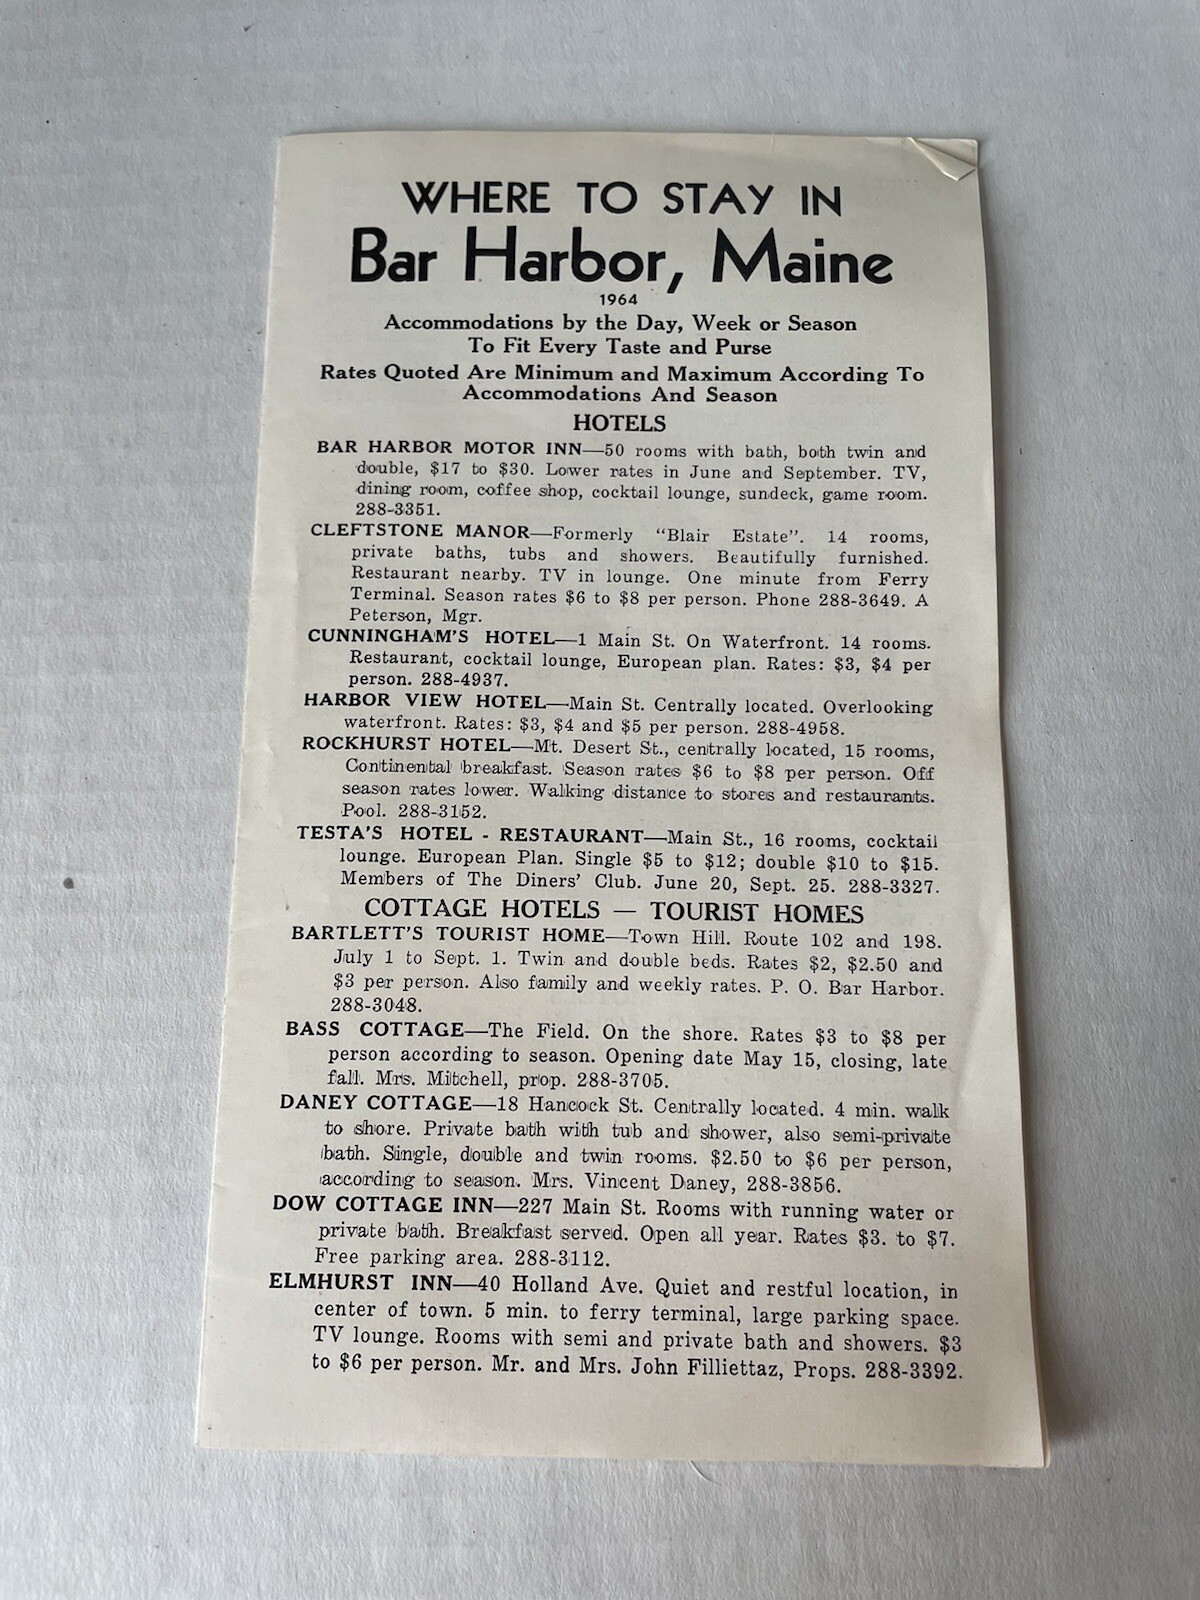 WHERE TO STAY IN
Bar Harbor, Maine
1964
Accommodations by the Day, Week or Season
To Fit Every Taste and Purse
Rates Quoted Are Minimum and Maximum According To
Accommodations And Season
HOTELS
BAR HARBOR MOTOR INN—50 rooms with bath, both twin and
double, $17 to $30. Lower rates in June and September. TV,
dining room, coffee shop, cocktail lounge, sundeck, game room.
288-3351.
CLEFTSTONE MANOR—Formerly "Blair Estate". 14 rooms,
private baths, tubs and showers. Beautifully furnished.
Restaurant nearby. TV in lounge. One minute from Ferry
Terminal. Season rates $6 to $8 per person. Phone 288-3649. A
Peterson, Mgr.
CUNNINGHAM'S HOTEL—1 Main St. On Waterfront. 14 rooms.
Restaurant, cocktail lounge, European plan. Rates: $3, $4 per
person. 288-4937.
HARBOR VIEW HOTEL—Main St. Centrally located. Overlooking
waterfront. Rates: $3, $4 and $5 per person. 288-4958.
ROCKHURST HOTEL—Mt. Desert St., centrally located, 15 rooms,
Continental breakfast. Season rates $6 to $8 per person. Off
season rates lower. Walking distance to stores and restaurants.
Pool. 288-3152.
TESTA'S HOTEL - RESTAURANT—Main St., 16 rooms, cocktail
lounge. European Plan. Single $5 to $12; double $10 to $15.
Members of The Diners' Club. June 20, Sept. 25. 288-3327.
COTTAGE HOTELS — TOURIST HOMES
BARTLETT'S TOURIST HOME—Town Hill. Route 102 and 198.
July 1 to Sept. 1. Twin and double beds. Rates $2, $2.50 and
$3 per person. Also family and weekly rates. P. O. Bar Harbor.
288-3048.
BASS COTTAGE—The Field. On the shore. Rates $3 to $8 per
person according to season. Opening date May 15, closing, late
fall. Mrs. Mitchell, prop. 288-3705.
DANEY COTTAGE—18 Hancock St. Centrally located. 4 min. walk
to shore. Private bath with tub and shower, also semi-private
bath. Single, double and twin rooms. $2.50 to $6 per person,
according to season. Mrs. Vincent Daney, 288-3856.
DOW COTTAGE INN—227 Main St. Rooms with running water or
private bath. Breakfast served. Open all year. Rates $3. to $7.
Free parking area. 288-3112.
ELMHURST INN—40 Holland Ave. Quiet and restful location, in
center of town. 5 min. to ferry terminal, large parking space.
TV lounge. Rooms with semi and private bath and showers. $3
to $6 per person. Mr. and Mrs. John Filliettaz, Props. 288-3392.